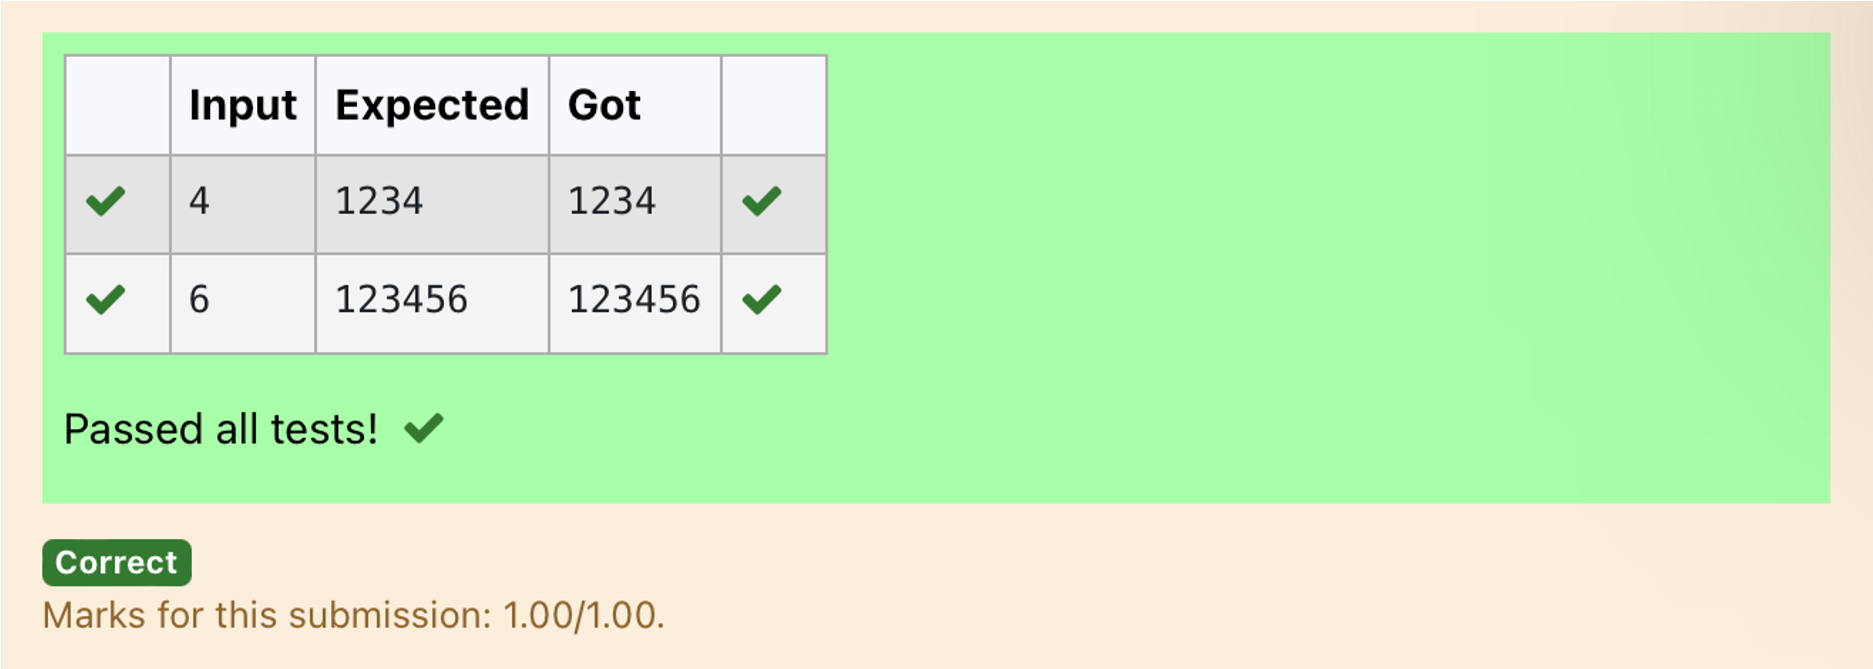 Input Expected Got
4 1234 1234
6 123456 123456
Passed all tests!
Correct
Marks for this submission: 1.00/1.00.